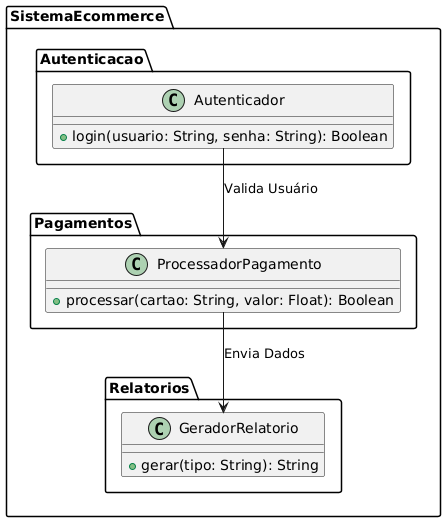 SistemaEcommerce
Autenticacao
C Autenticador
login(usuario: String, senha: String): Boolean
Valida Usuário
Pagamentos
C ProcessadorPagamento
processar(cartao: String, valor: Float): Boolean
Envia Dados
Relatorios
C GeradorRelatorio
gerar(tipo: String): String